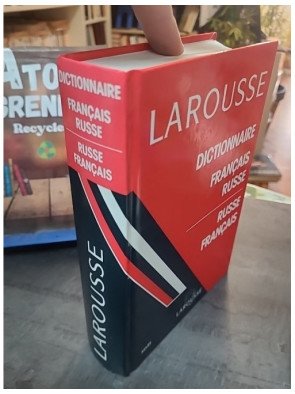 DICTIONNAIRE
FRANÇAIS
RUSSE
RUSSE
FRANÇAIS
LAROUSSE
LAROUSSE
DICTIONNAIRE
FRANÇAIS
RUSSE
RUSSE
FRANÇAIS
LAROUSSE
Recycle